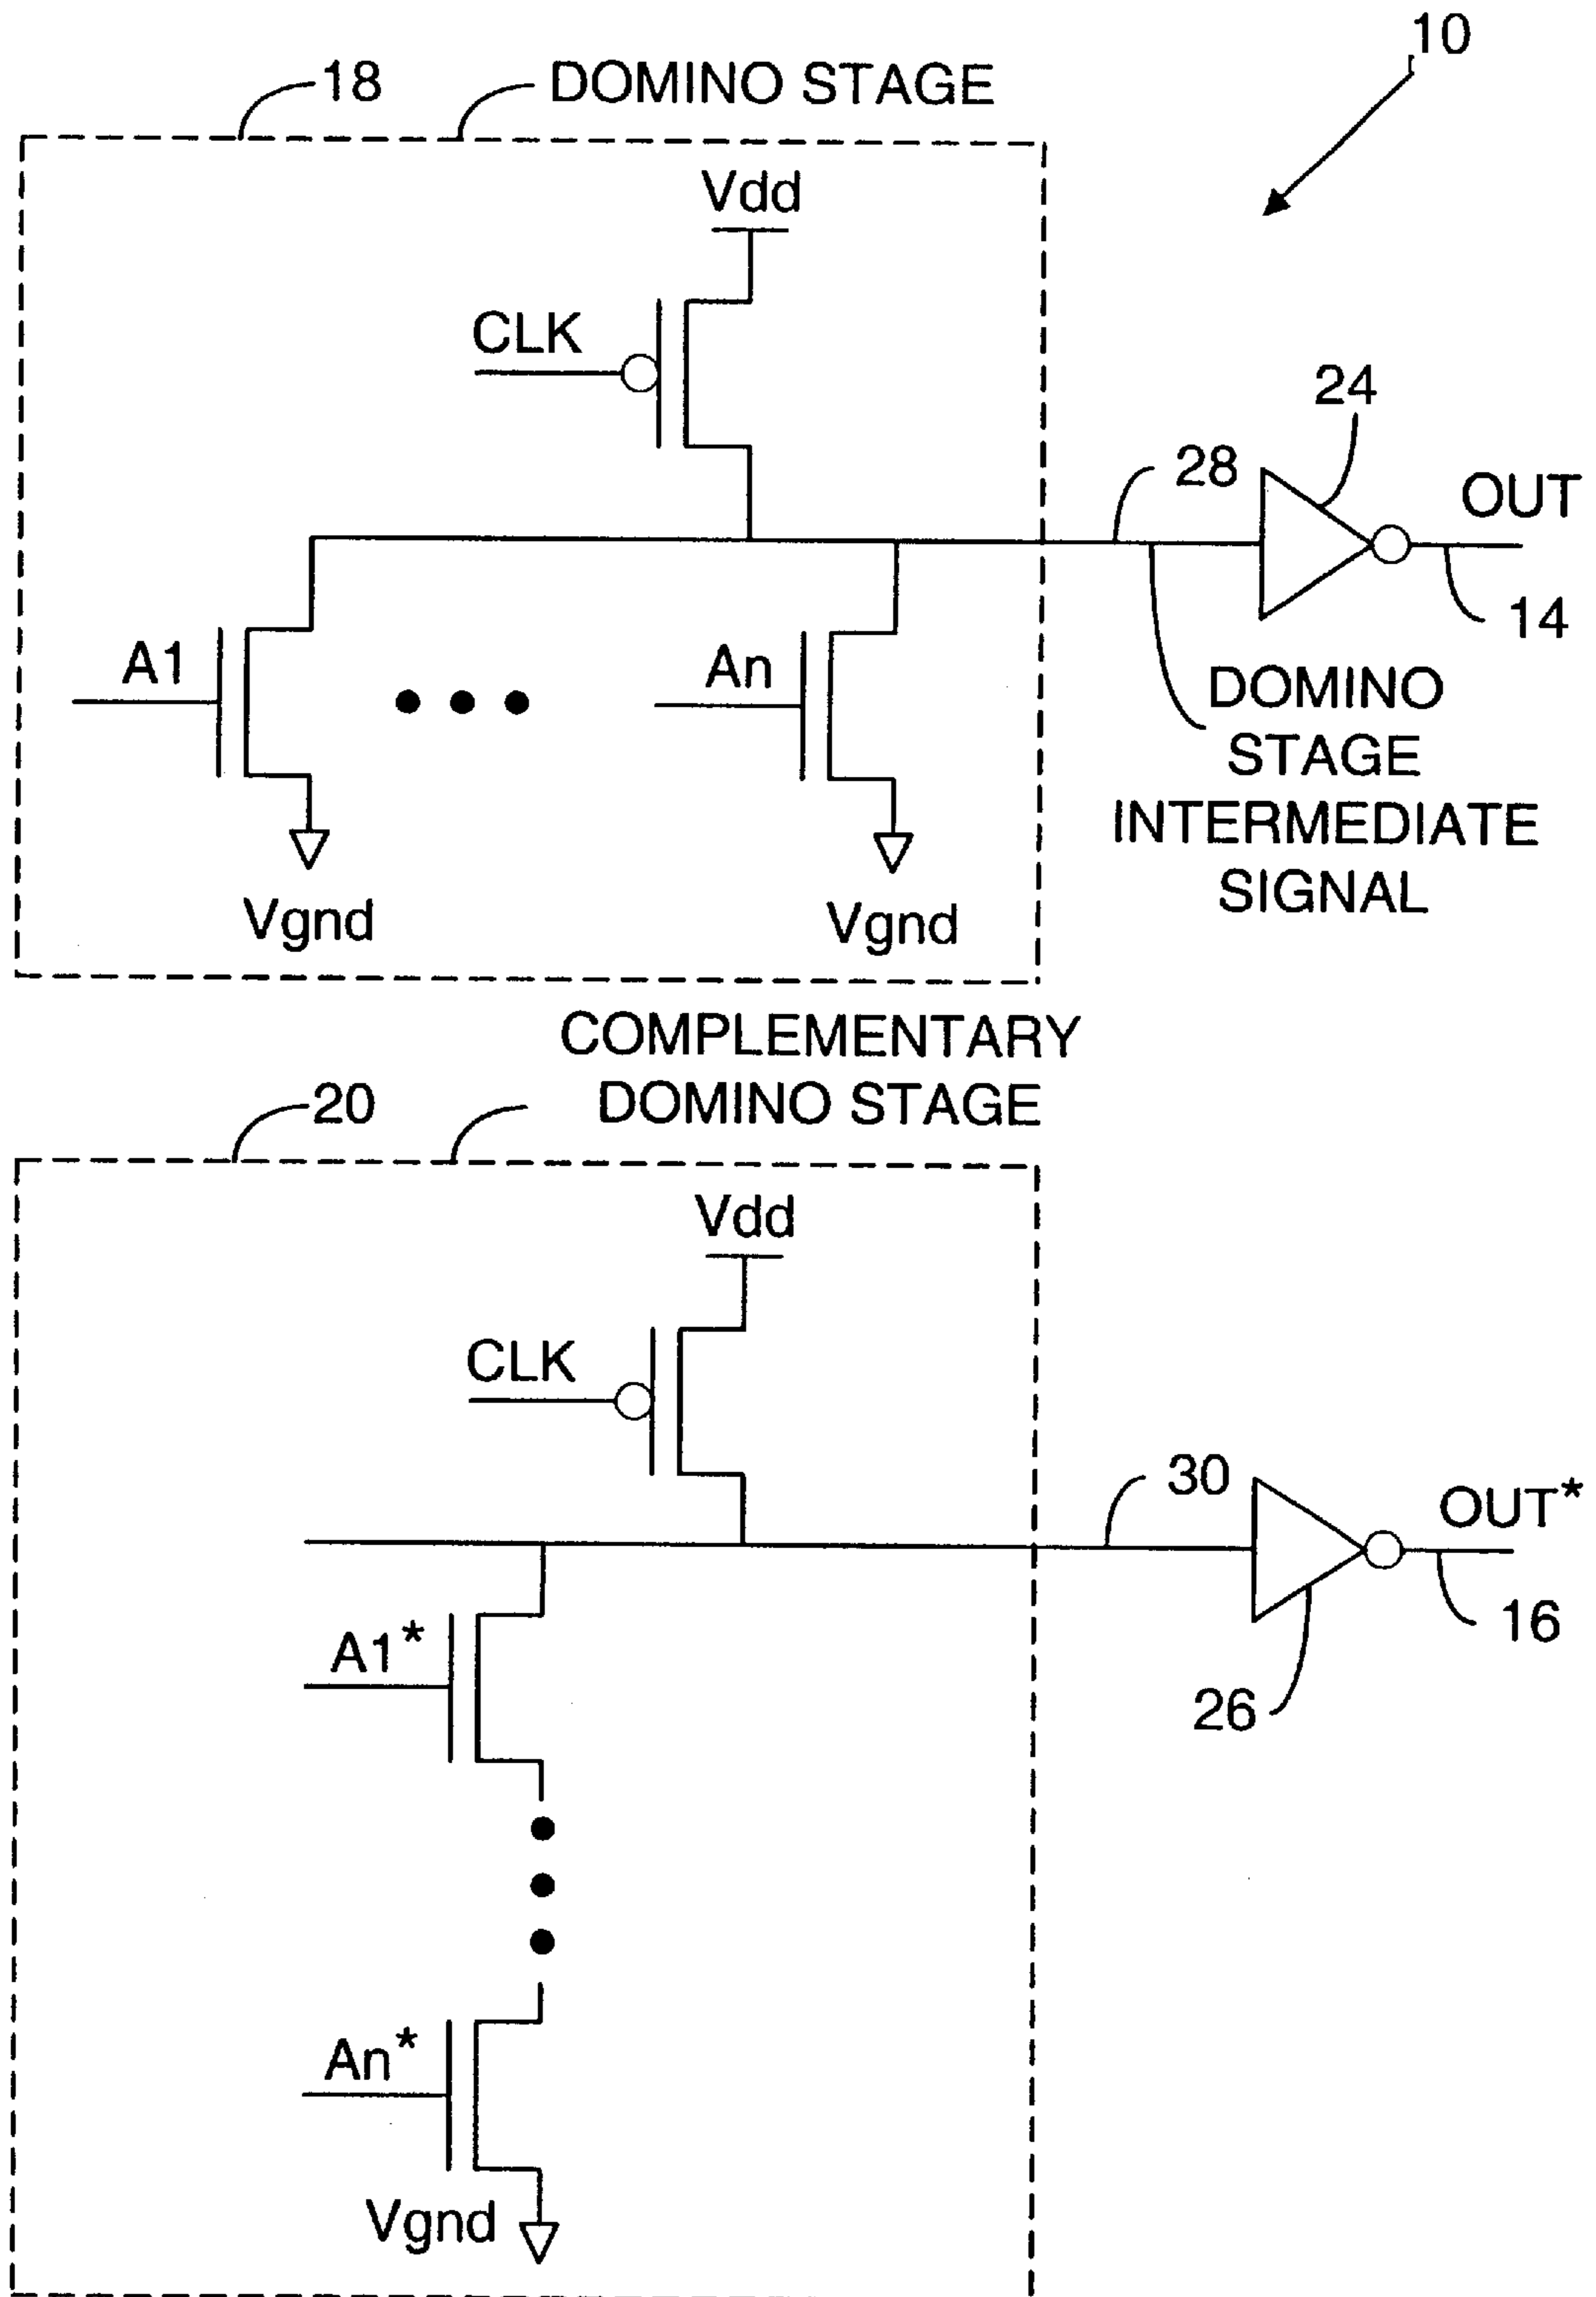 10
18
DOMINO STAGE
Vdd
CLK
24
28
OUT
14
A1
An
DOMINO
STAGE
INTERMEDIATE
SIGNAL
Vgnd
Vgnd
COMPLEMENTARY
DOMINO STAGE
20
Vdd
CLK
30
OUT*
16
A1*
26
An*
Vgnd